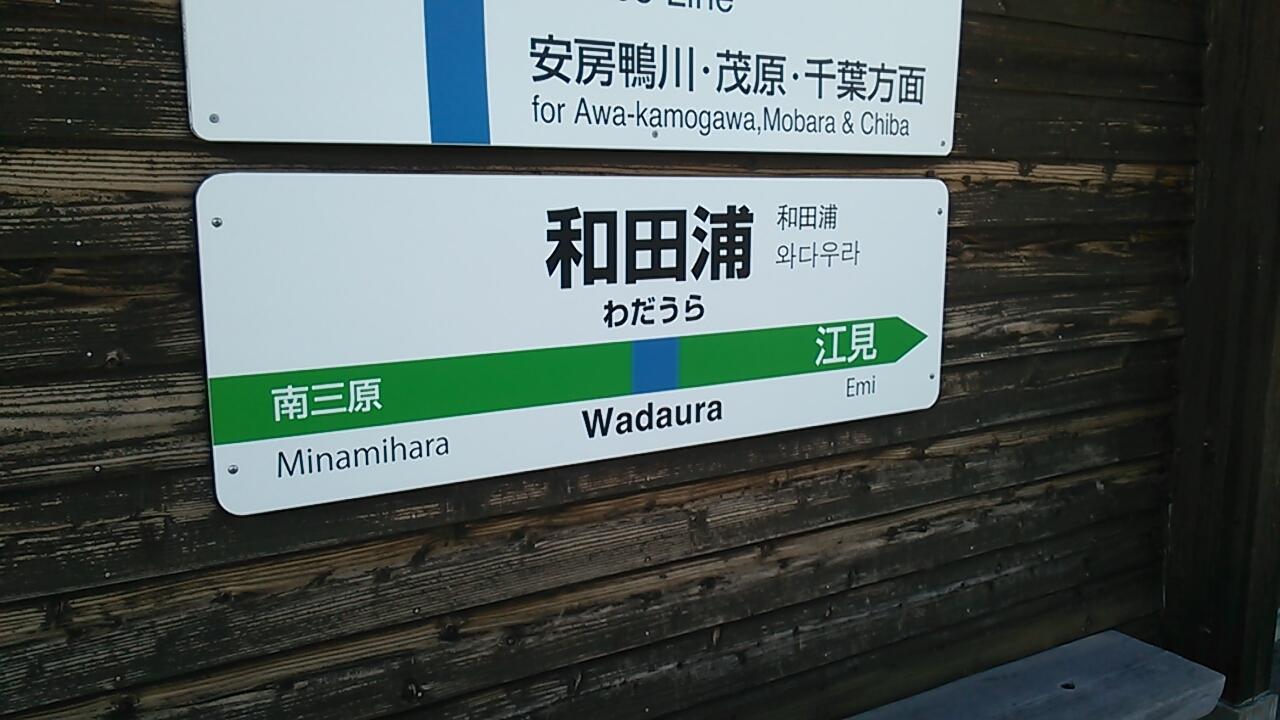 Line
安房鴨川・茂原・千葉方面
for Awa-kamogawa,Mobara & Chiba
和田浦
和田浦
와다우라
わだうら
江見
南三原
Emi
Wadaura
Minamihara